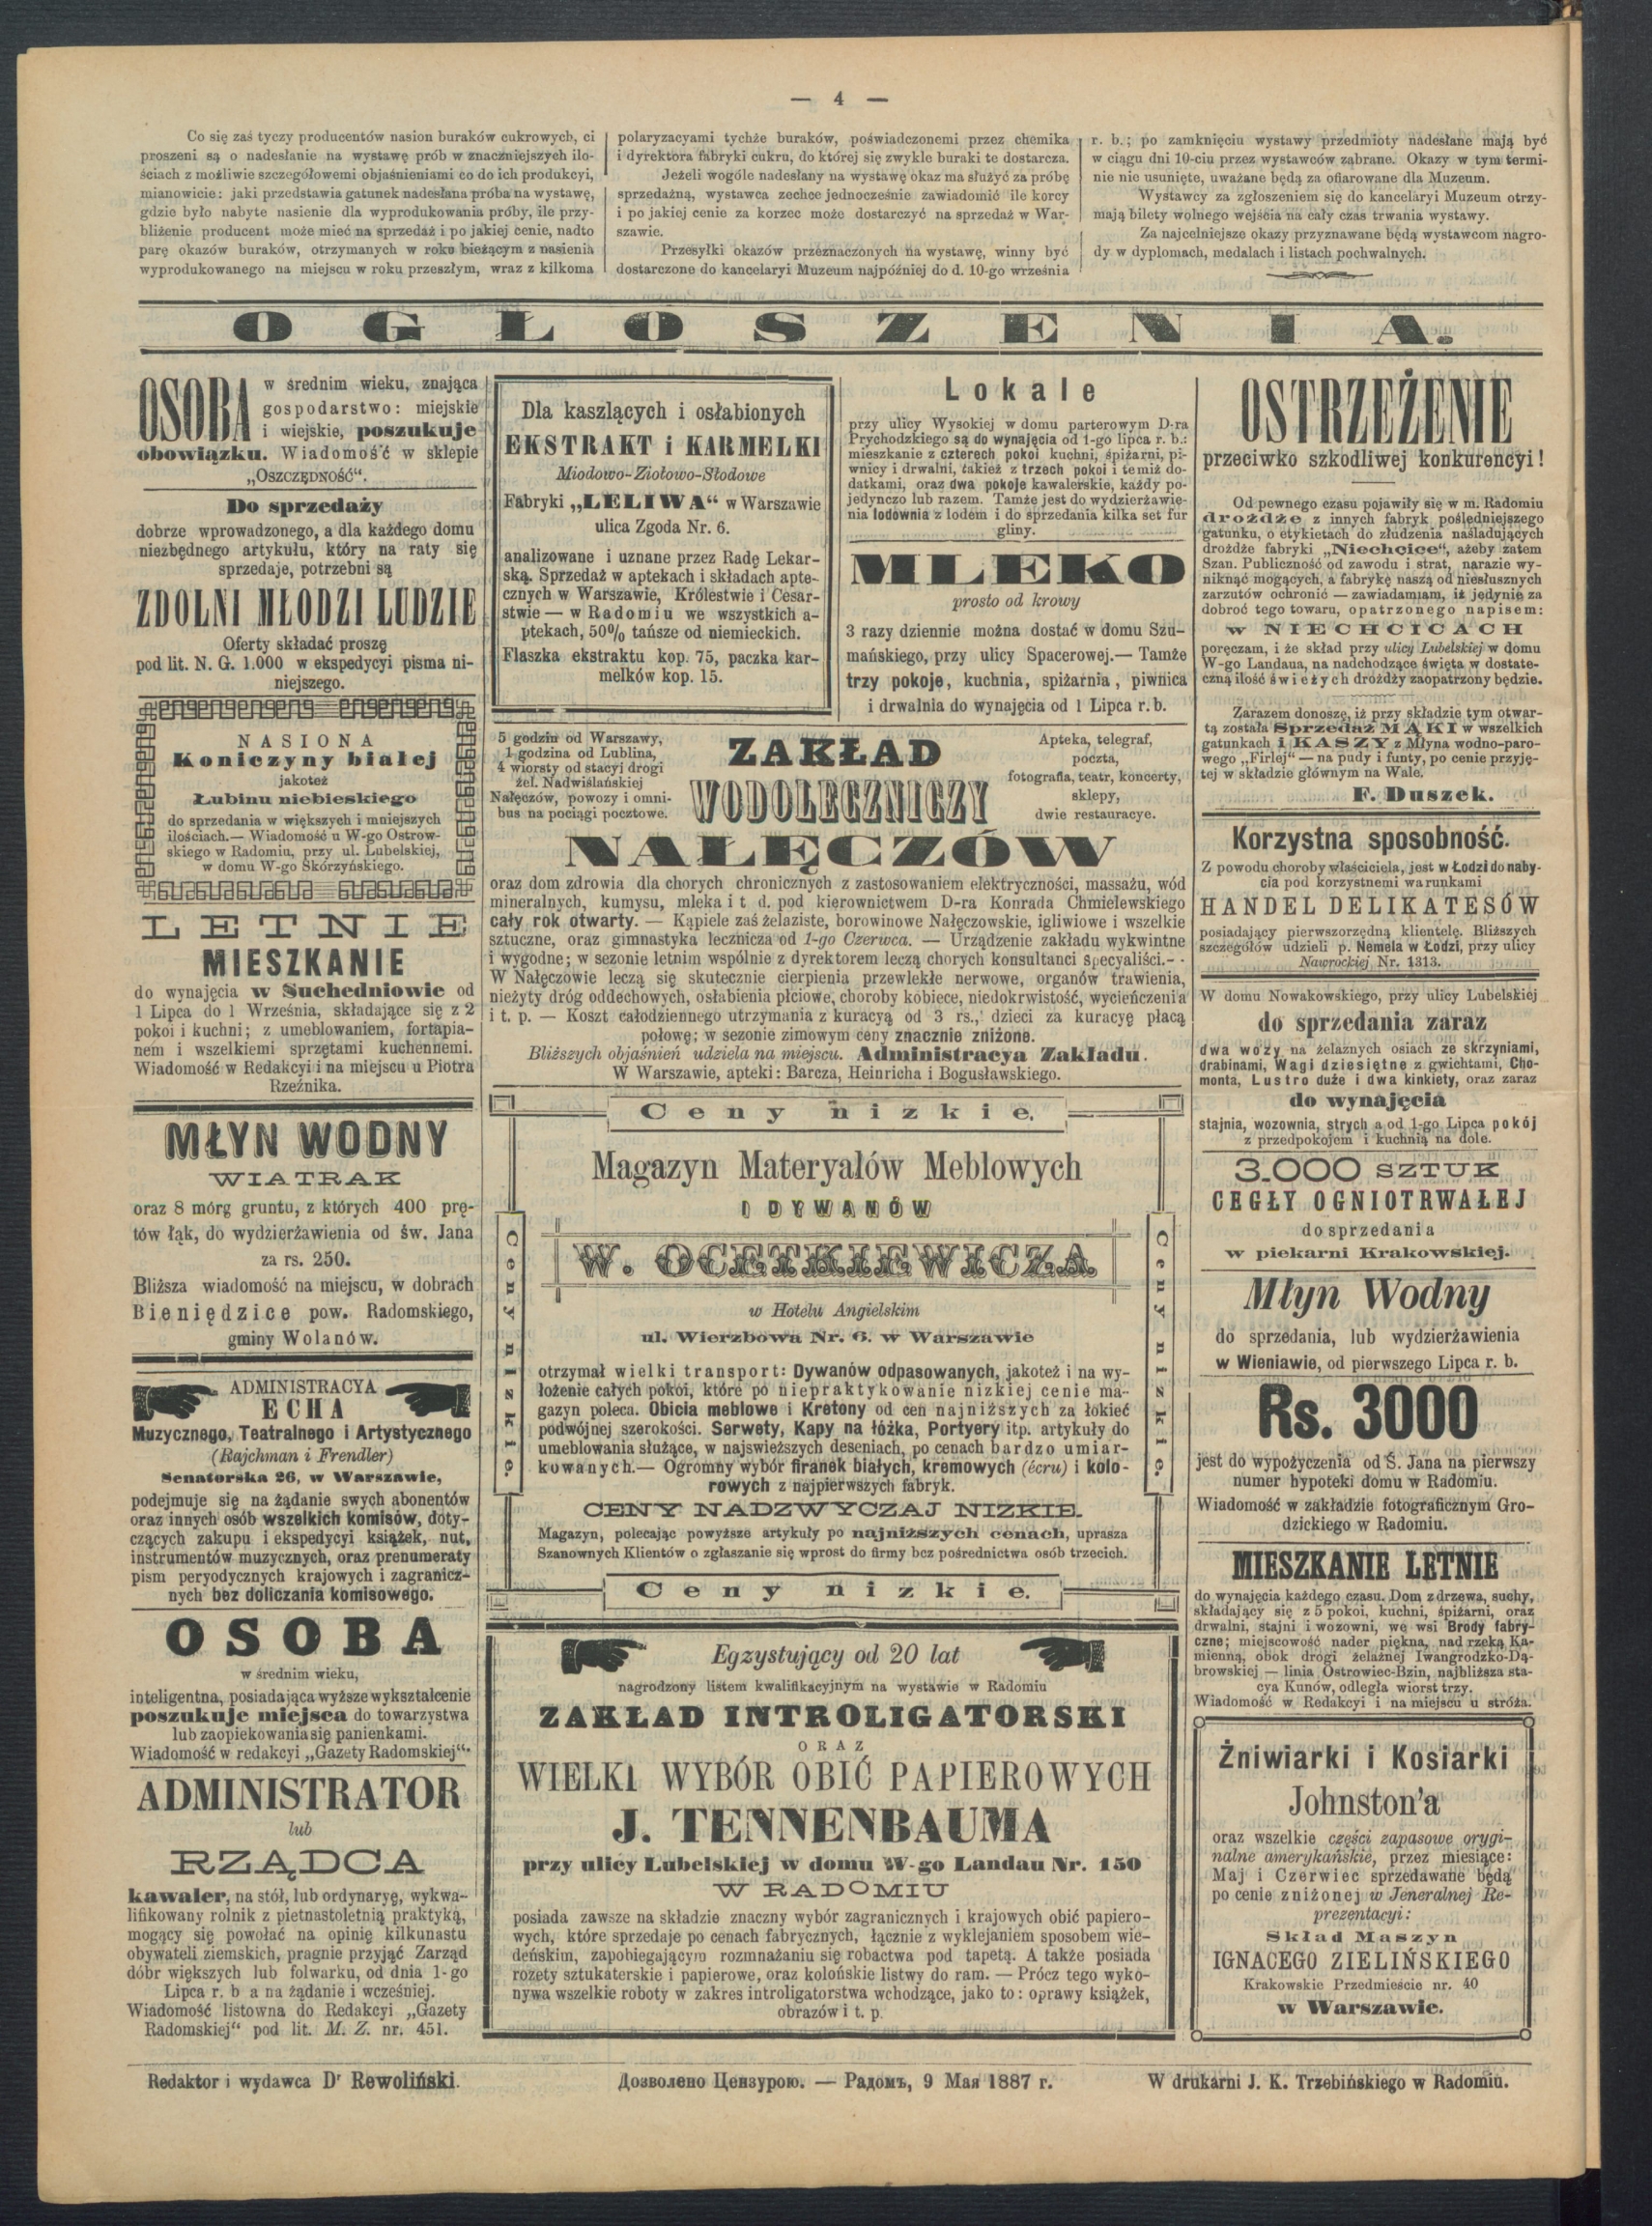 — 4 —
Co się zaś tyczy producentów nasion buraków cukrowych, ci
proszeni są o nadesłanie na wystawę prób w znaczniejszych ilo-
ściach z możliwie szczegółowemi objaśnieniami co do ich produkcyi,
mianowicie: jaki przedstawia gatunek nadesłana próba na wystawę,
gdzie było nabyte nasienie dla wyprodukowania próby, ile przy-
bliżenie producent może mieć na sprzedaż i po jakiej cenie, nadto
parę okazów buraków, otrzymanych w roku bieżącym z nasienia
wyprodukowanego na miejscu w roku przeszłym, wraz z kilkoma
polaryzacyami tychże buraków, poświadczonemi przez chemika
i dyrektora fabryki cukru, do której się zwykle buraki te dostarcza.
Jeżeli wogóle nadesłany na wystawę okaz ma służyć za próbę
sprzedażną, wystawca zechce jednocześnie zawiadomić ile korcy
i po jakiej cenie za korzec może dostarczyć na sprzedaż w War-
szawie.
Przesyłki okazów przeznaczonych na wystawę, winny być
dostarczone do kancelaryi Muzeum najpóźniej do d. 10-go września
r. b.; po zamknięciu wystawy przedmioty nadesłane mają być
w ciągu dni 10-ciu przez wystawców ząbrane. Okazy w tym termi-
nie nie usunięte, uważane będą za ofiarowane dla Muzeum.
Wystawcy za zgłoszeniem się do kancelaryi Muzeum otrzy-
mają bilety wolnego wejścia na cały czas trwania wystawy.
Za najcelniejsze okazy przyznawane będą wystawcom nagro-
dy w dyplomach, medalach i listach pochwalnych.
OGŁOSZENIA.
OSOBA w średnim wieku, znająca
gospodarstwo: miejskie
i wiejskie, poszukuje
obowiązku. Wiadomość w sklepie
„OSZCZĘDNOŚĆ“.
Do sprzedaży
dobrze wprowadzonego, a dla każdego domu
niezbędnego artykułu, który na raty się
sprzedaje, potrzebni są
ZDOLNI MŁODZI LUDZIE
Oferty składać proszę
pod lit. N. G. 1.000 w ekspedycyi pisma ni-
niejszego.
NASIONA
Koniczyny białej
jakoteż
Łubinu niebieskiego
do sprzedania w większych i mniejszych
ilościach.— Wiadomość u W-go Ostrow-
skiego w Radomiu, przy ul. Lubelskiej,
w domu W-go Skórzyńskiego.
LETNIE
MIESZKANIE
do wynajęcia w Suchedniowie od
1 Lipca do 1 Września, składające się z 2
pokoi i kuchni; z umeblowaniem, fortapia-
nem i wszelkiemi sprzętami kuchennemi.
Wiadomość w Redakcyi i na miejscu u Piotra
Rzeźnika.
MŁYN WODNY
WIATRAK
oraz 8 mórg gruntu, z których 400 prę-
tów łąk, do wydzierżawienia od św. Jana
za rs. 250.
Bliższa wiadomość na miejscu, w dobrach
Bieniędzice pow. Radomskiego,
gminy Wolanów.
ADMINISTRACYA
ECHA
Muzycznego, Teatralnego i Artystycznego
(Rajchman i Frendler)
Senatorska 26, w Warszawie,
podejmuje się na żądanie swych abonentów
oraz innych osób wszelkich komisów, doty-
czących zakupu i ekspedycyi książek, nut,
instrumentów muzycznych, oraz prenumeraty
pism peryodycznych krajowych i zagranicz-
nych bez doliczania komisowego.
OSOBA
w średnim wieku,
inteligentna, posiadająca wyższe wykształcenie
poszukuje miejsca do towarzystwa
lub zaopiekowania się panienkami.
Wiadomość w redakcyi „Gazety Radomskiej“.
ADMINISTRATOR
lub
RZĄDCA
kawaler, na stół, lub ordynaryę, wykwa-
lifikowany rolnik z pietnastoletnią praktyką,
mogący się powołać na opinię kilkunastu
obywateli ziemskich, pragnie przyjąć Zarząd
dóbr większych lub folwarku, od dnia 1-go
Lipca r. b a na żądanie i wcześniej.
Wiadomość listowna do Redakcyi „Gazety
Radomskiej“ pod lit. M. Z. nr. 451.
Dla kaszlących i osłabionych
EKSTRAKT i KARMELKI
Miodowo-Ziołowo-Słodowe
Fabryki „LELIWA“ w Warszawie
ulica Zgoda Nr. 6.
analizowane i uznane przez Radę Lekar-
ską. Sprzedaż w aptekach i składach apte-
cznych w Warszawie, Królestwie i Cesar-
stwie — w Radomiu we wszystkich a-
ptekach, 50% tańsze od niemieckich.
Flaszka ekstraktu kop. 75, paczka kar-
melków kop. 15.
Lokale
przy ulicy Wysokiej w domu parterowym D-ra
Prychodzkiego są do wynajęcia od 1-go lipca r. b.:
mieszkanie z czterech pokoi kuchni, śpiżarni, pi-
wnicy i drwalni, takież z trzech pokoi i temiż do-
datkami, oraz dwa pokoje kawalerskie, każdy po-
jedynczo lub razem. Tamże jest do wydzierżawie-
nia lodownia z lodem i do sprzedania kilka set fur
gliny.
MLEKO
prosto od krowy
3 razy dziennie można dostać w domu Szu-
mańskiego, przy ulicy Spacerowej.— Tamże
trzy pokoje, kuchnia, spiżarnia, piwnica
i drwalnia do wynajęcia od 1 Lipca r. b.
5 godzin od Warszawy,
1 godzina od Lublina,
4 wiorsty od stacyj drogi
żel. Nadwiślańskiej
Nałęczów, powozy i omni-
bus na pociągi pocztowe.
ZAKŁAD
WODOLECZNICZY
Apteka, telegraf,
poczta,
fotografia, teatr, koncerty,
sklepy,
dwie restauracye.
NAŁĘCZÓW
oraz dom zdrowia dla chorych chronicznych z zastosowaniem elektryczności, massażu, wód
mineralnych, kumysu, mleka i t d. pod kierownictwem D-ra Konrada Chmielewskiego
cały rok otwarty. — Kąpiele zaś żelaziste, borowinowe Nałęczowskie, igliwiowe i wszelkie
sztuczne, oraz gimnastyka lecznicza od 1-go Czerwca. — Urządzenie zakładu wykwintne
i wygodne; w sezonie letnim wspólnie z dyrektorem leczą chorych konsultanci specyaliści.-
W Nałęczowie leczą się skutecznie cierpienia przewlekłe nerwowe, organów trawienia,
nieżyty dróg oddechowych, osłabienia płciowe, choroby kobiece, niedokrwistość, wycieńczenia
i t. p. — Koszt całodziennego utrzymania z kuracyą od 3 rs., dzieci za kuracyę płacą
połowę; w sezonie zimowym ceny znacznie zniżone.
Bliższych objaśnień udziela na miejscu. Administracya Zakładu.
W Warszawie, apteki: Barcza, Heinricha i Bogusławskiego.
Ceny nizkie.
Ceny nizkie.
Magazyn Materyałów Meblowych
I DYWANÓW
W. OCETKIEWICZA
w Hotelu Angielskim
ul. Wierzbowa Nr. 6. w Warszawie
otrzymał wielki transport: Dywanów odpasowanych, jakoteż i na wy-
łożenie całych pokoi, które po niepraktykowanie nizkiej cenie ma-
gazyn poleca. Obicia meblowe i Kretony od cen najniższych za łokieć
podwójnej szerokości. Serwety, Kapy na łóżka, Portyery itp. artykuły do
umeblowania służące, w najswieższych deseniach, po cenach bardzo umiar-
kowanych.— Ogromny wybór firanek białych, kremowych (écru) i kolo-
rowych z najpierwszych fabryk.
CENY NADZWYCZAJ NIZKIE.
Magazyn, polecając powyższe artykuły po najniższych cenach, uprasza
Szanownych Klientów o zgłaszanie się wprost do firmy bez pośrednictwa osób trzecich.
Ceny nizkie.
Ceny nizkie.
Egzystujący od 20 lat
nagrodzony listem kwalifikacyjnym na wystawie w Radomiu
ZAKŁAD INTROLIGATORSKI
ORAZ
WIELKI WYBÓR OBIĆ PAPIEROWYCH
J. TENNENBAUMA
przy ulicy Lubelskiej w domu W-go Landau Nr. 150
W RADOMIU
posiada zawsze na składzie znaczny wybór zagranicznych i krajowych obić papiero-
wych, które sprzedaje po cenach fabrycznych, łącznie z wyklejaniem sposobem wie-
deńskim, zapobiegającym rozmnażaniu się robactwa pod tapetą. A także posiada
rozety sztukaterskie i papierowe, oraz kolońskie listwy do ram. — Prócz tego wyko-
nywa wszelkie roboty w zakres introligatorstwa wchodzące, jako to: oprawy książek,
obrazów i t. p.
OSTRZEŻENIE
przeciwko szkodliwej konkurencyi!
Od pewnego czasu pojawiły się w m. Radomiu
drożdże z innych fabryk pośledniejszego
gatunku, o etykietach do złudzenia naśladujących
drożdże fabryki „Niechcice“, ażeby zatem
Szan. Publiczność od zawodu i strat, narazie wy-
niknąć mogących, a fabrykę naszą od niesłusznych
zarzutów ochronić — zawiadamiam, iż jedynie za
dobroć tego towaru, opatrzonego napisem:
w NIECHCICACH
poręczam, i że skład przy ulicy Lubelskiej w domu
W-go Landaua, na nadchodzące święta w dostate-
czną ilość świeżych drożdży zaopatrzony będzie.
Zarazem donoszę, iż przy składzie tym otwar-
tą została Sprzedaż MĄKI w wszelkich
gatunkach i KASZY z Młyna wodno-paro-
wego „Firlej“ — na pudy i funty, po cenie przyję-
tej w składzie głównym na Wale.
F. Duszek.
Korzystna sposobność.
Z powodu choroby właściciela, jest w Łodzi do naby-
cia pod korzystnemi warunkami
HANDEL DELIKATESÓW
posiadający pierwszorzędną klientelę. Bliższych
szczegółów udzieli p. Nemela w Łodzi, przy ulicy
Nawrockiej Nr. 1313.
W domu Nowakowskiego, przy ulicy Lubelskiej
do sprzedania zaraz
dwa wozy na żelaznych osiach ze skrzyniami,
drabinami, Wagi dziesiętne z gwichtami, Cho-
monta, Lustro duże i dwa kinkiety, oraz zaraz
do wynajęcia
stajnia, wozownia, strych a od 1-go Lipca pokój
z przedpokojem i kuchnią na dole.
3.000 SZTUK
CEGŁY OGNIOTRWAŁEJ
do sprzedania
w piekarni Krakowskiej.
Młyn Wodny
do sprzedania, lub wydzierżawienia
w Wieniawie, od pierwszego Lipca r. b.
Rs. 3000
jest do wypożyczenia od Ś. Jana na pierwszy
numer hypoteki domu w Radomiu.
Wiadomość w zakładzie fotograficznym Gro-
dzickiego w Radomiu.
MIESZKANIE LETNIE
do wynajęcia każdego czasu. Dom z drzewa, suchy,
składający się z 5 pokoi, kuchni, śpiżarni, oraz
drwalni, stajni i wozowni, we wsi Brody fabry-
czne; miejscowość nader piękna, nad rzeką Ka-
mienną, obok drogi żelaźnej Iwangrodzko-Dą-
browskiej — linia Ostrowiec-Bzin, najbliższa sta-
cya Kunów, odległa wiorst trzy.
Wiadomość w Redakcyi i na miejscu u stróża.
Żniwiarki i Kosiarki
Johnston'a
oraz wszelkie części zapasowe orygi-
nalne amerykańskie, przez miesiące:
Maj i Czerwiec sprzedawane będą
po cenie zniżonej w Jeneralnej Re-
prezentacyi:
Skład Maszyn
IGNACEGO ZIELIŃSKIEGO
Krakowskie Przedmieście nr. 40
w Warszawie.
Redaktor i wydawca Dr Rewoliński.
Дозволено Цензурою. — Радомъ, 9 Мая 1887 г.
W drukarni J. K. Trzebińskiego w Radomiu.